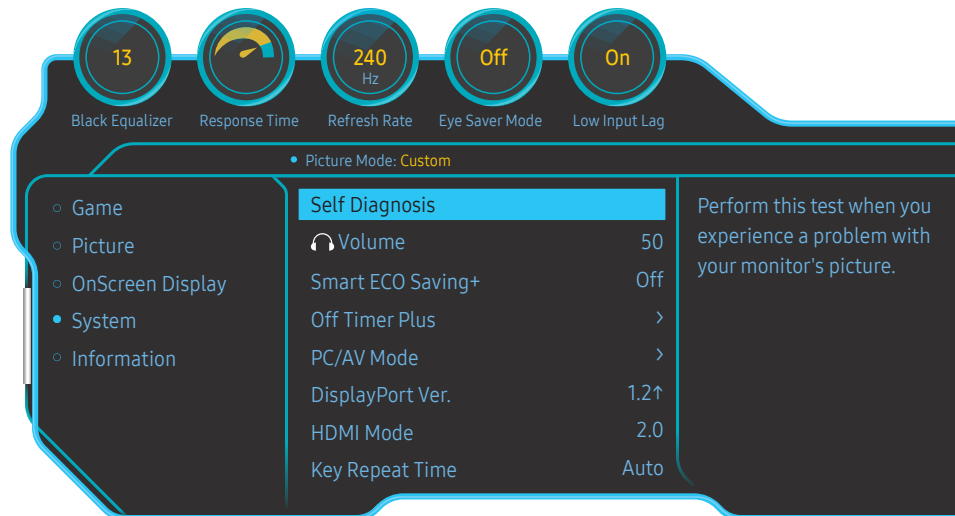 13
240
Hz
Off
On
Black Equalizer
Response Time
Refresh Rate
Eye Saver Mode
Low Input Lag
Picture Mode: Custom
Game
Picture
OnScreen Display
System
Information
Self Diagnosis
Volume 50
Smart ECO Saving+ Off
Off Timer Plus >
PC/AV Mode >
DisplayPort Ver. 1.2↑
HDMI Mode 2.0
Key Repeat Time Auto
Perform this test when you
experience a problem with
your monitor's picture.